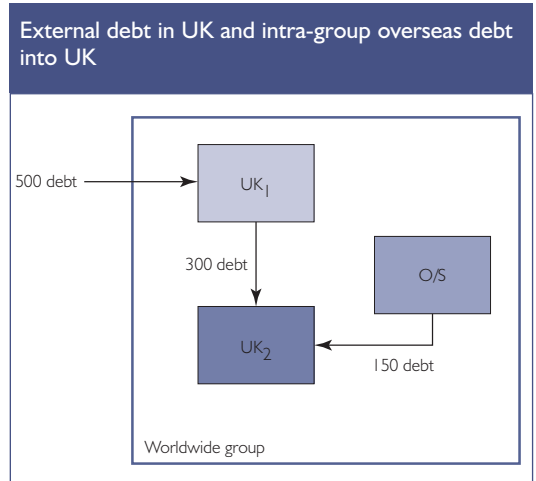 External debt in UK and intra-group overseas debt
into UK
500 debt
UK1
300 debt
O/S
UK2
150 debt
Worldwide group